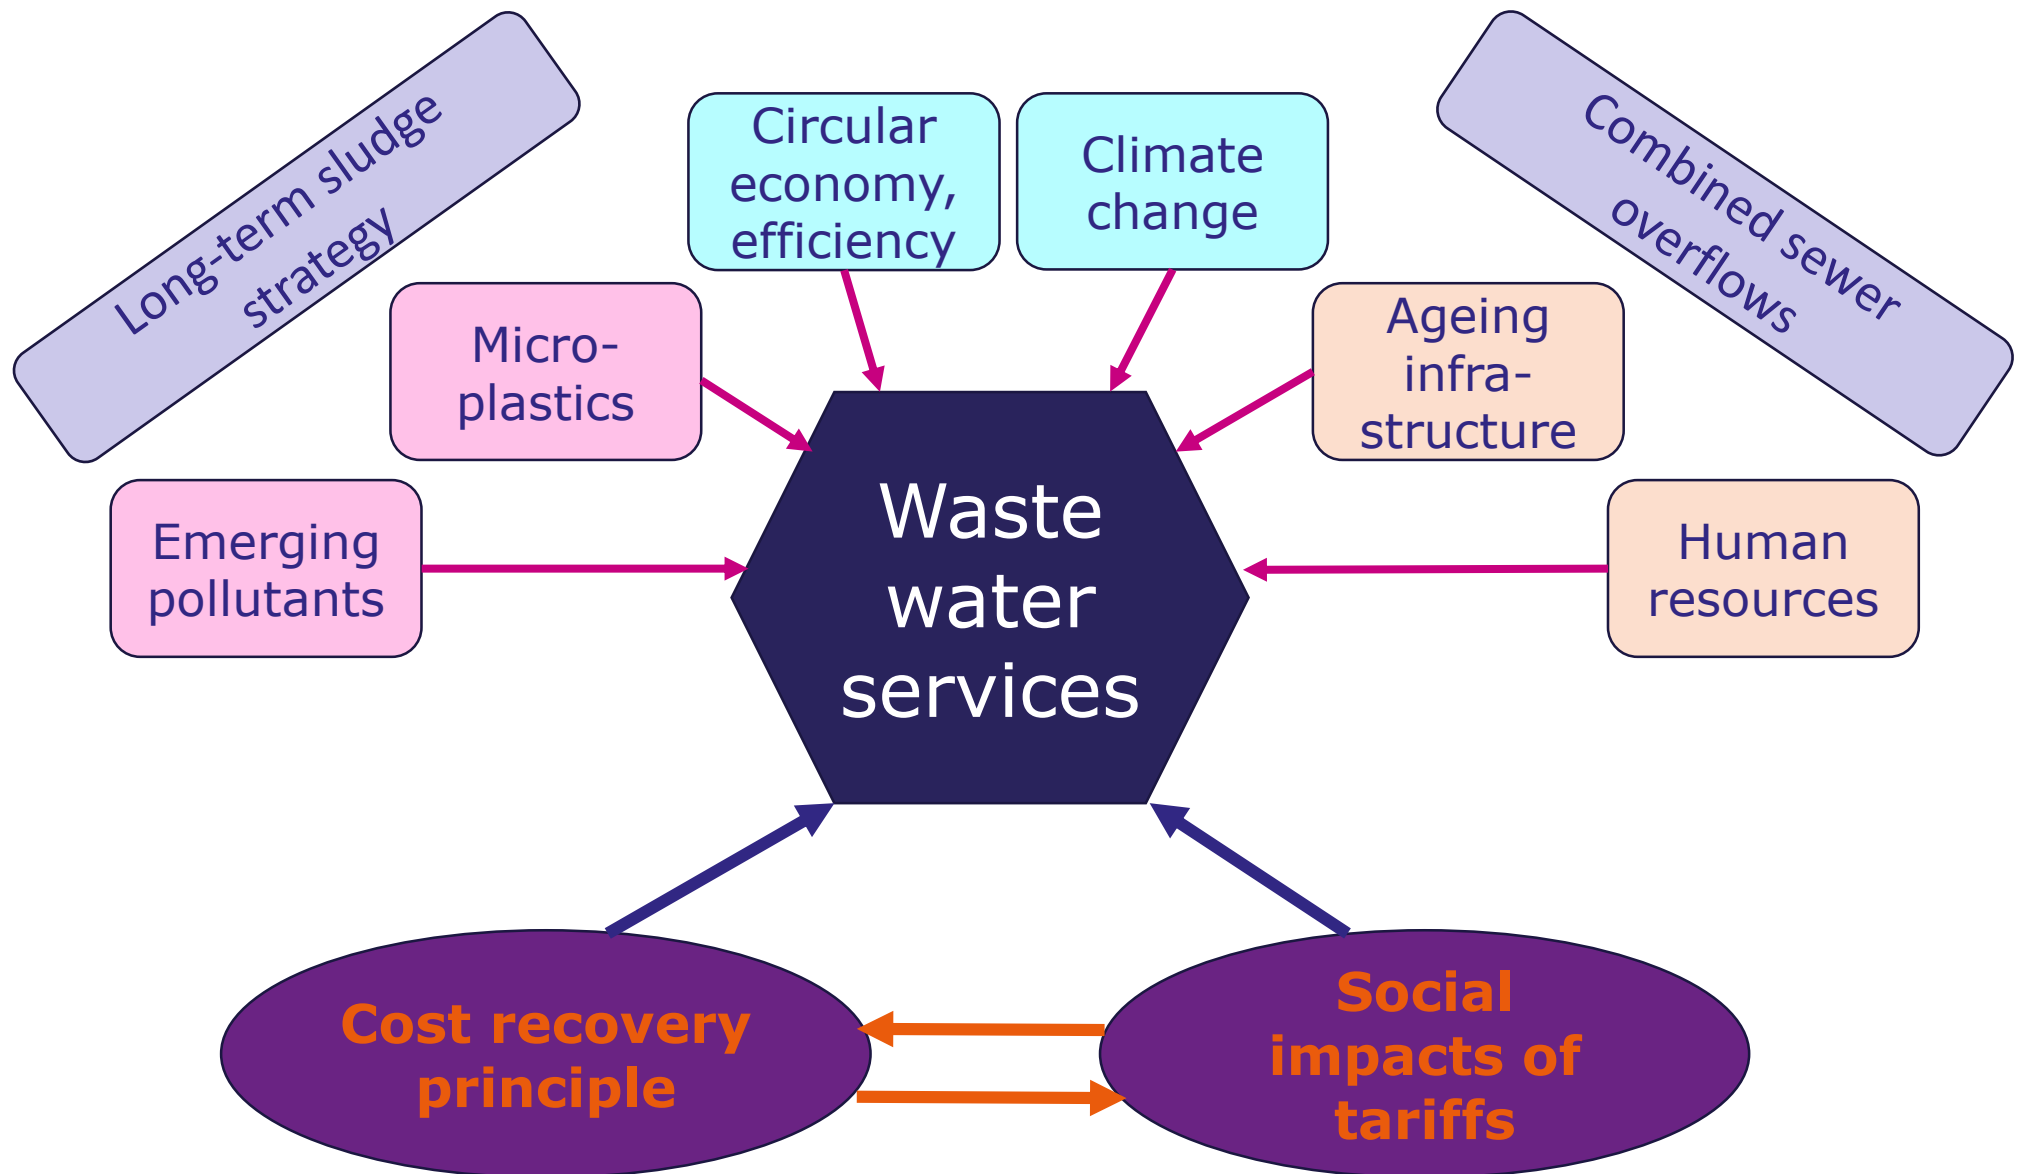 Long-term sludge
strategy
Circular
economy,
efficiency
Climate
change
Combined sewer
overflows
Micro-
plastics
Ageing
infra-
structure
Emerging
pollutants
Waste
water
services
Human
resources
Cost recovery
principle
Social
impacts of
tariffs